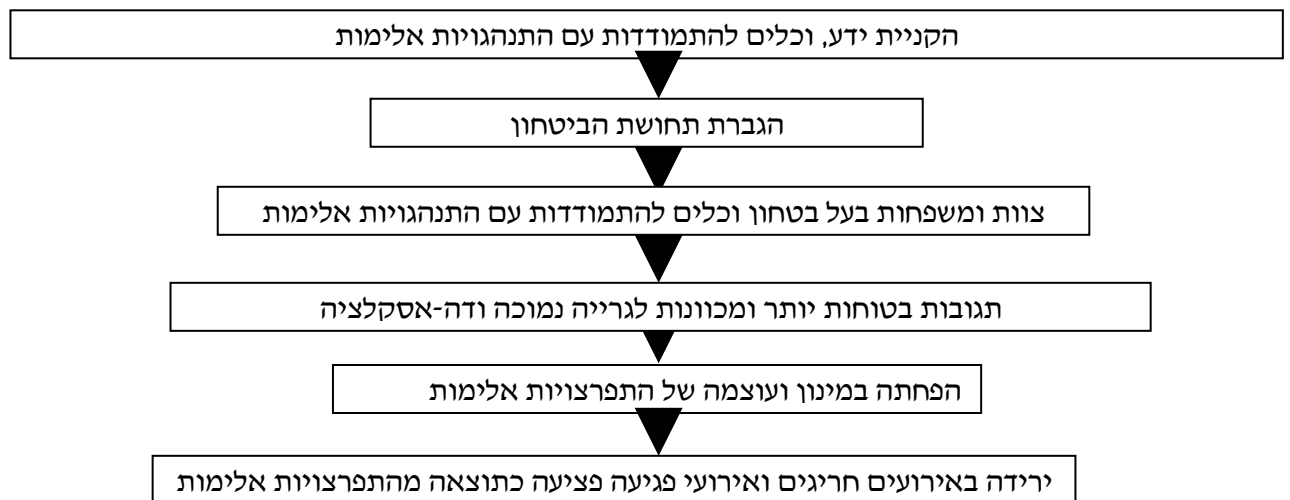 הקניית ידע, וכלים להתמודדות עם התנהגויות אלימות
הגברת תחושת הביטחון
צוות ומשפחות בעל בטחון וכלים להתמודדות עם התנהגויות אלימות
תגובות בטוחות יותר ומכוונות לגרייה נמוכה ודה-אסקלציה
הפחתה במינון ועוצמה של התפרצויות אלימות
ירידה באירועים חריגים ואירועי פגיעה פציעה כתוצאה מהתפרצויות אלימות